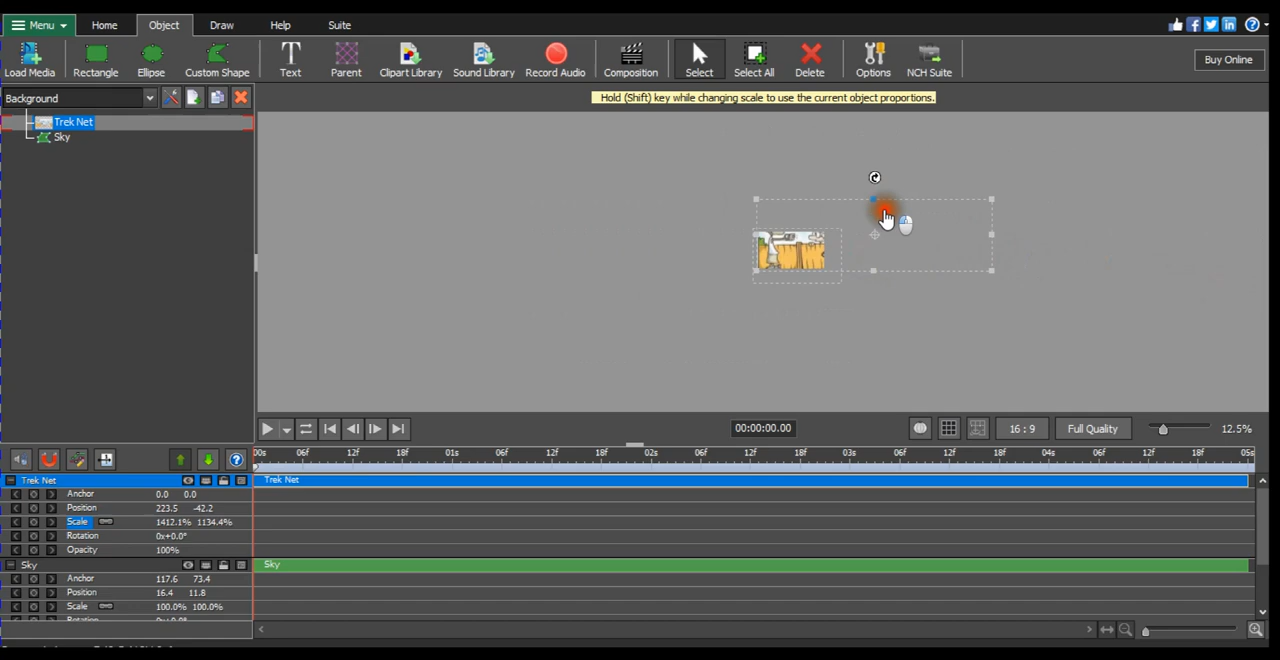 Menu Home Object Draw Help Suite
Load Media Rectangle Ellipse Custom Shape Text Parent Clipart Library Sound Library Record Audio Composition Select Select All Delete Options NCH Suite Buy Online
Background
Hold (Shift) key while changing scale to use the current object proportions.
Trek Net
Sky
00:00:00.00 16 : 9 Full Quality 12.5%
00s 06f 12f 18f 01s 06f 12f 18f 02s 06f 12f 18f 03s 06f 12f 18f 04s 06f 12f 18f 05s
Trek Net Trek Net
Anchor 0.0 0.0
Position 223.5 -42.2
Scale 1412.1% 1134.4%
Rotation 0x+0.0°
Opacity 100%
Sky Sky
Anchor 117.6 73.4
Position 16.4 11.8
Scale 100.0% 100.0%
Rotation 0x+0.0°